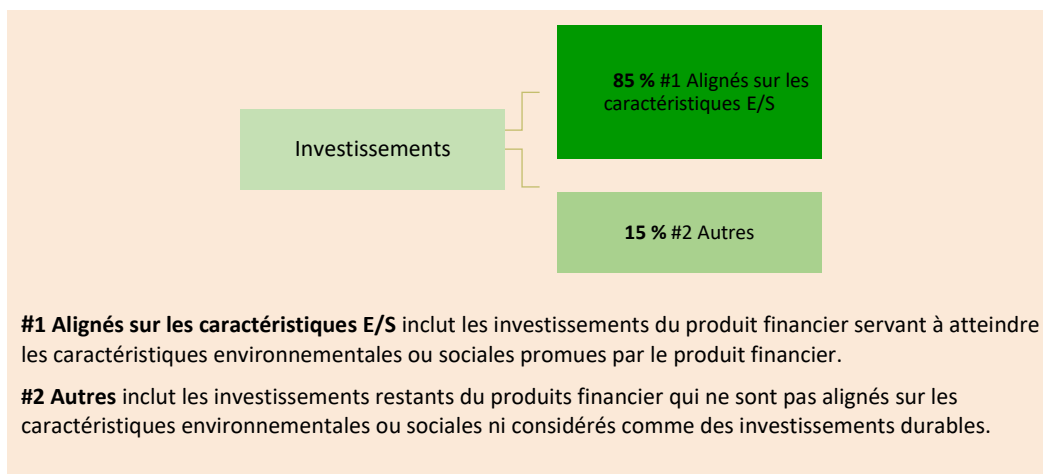 85 % #1 Alignés sur les
caractéristiques E/S
Investissements
15 % #2 Autres
#1 Alignés sur les caractéristiques E/S inclut les investissements du produit financier servant à atteindre
les caractéristiques environnementales ou sociales promues par le produit financier.
#2 Autres inclut les investissements restants du produits financier qui ne sont pas alignés sur les
caractéristiques environnementales ou sociales ni considérés comme des investissements durables.